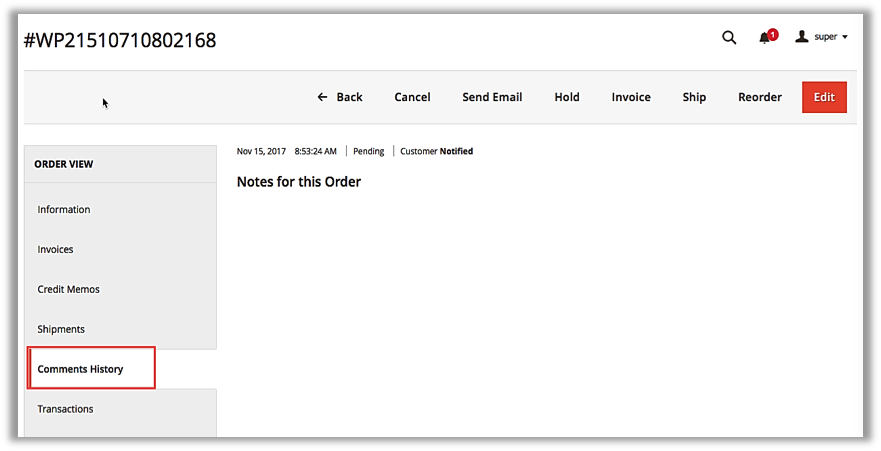 #WP21510710802168
1
super
Back Cancel Send Email Hold Invoice Ship Reorder Edit
ORDER VIEW
Information
Invoices
Credit Memos
Shipments
Comments History
Transactions
Nov 15, 2017 8:53:24 AM | Pending | Customer Notified
Notes for this Order